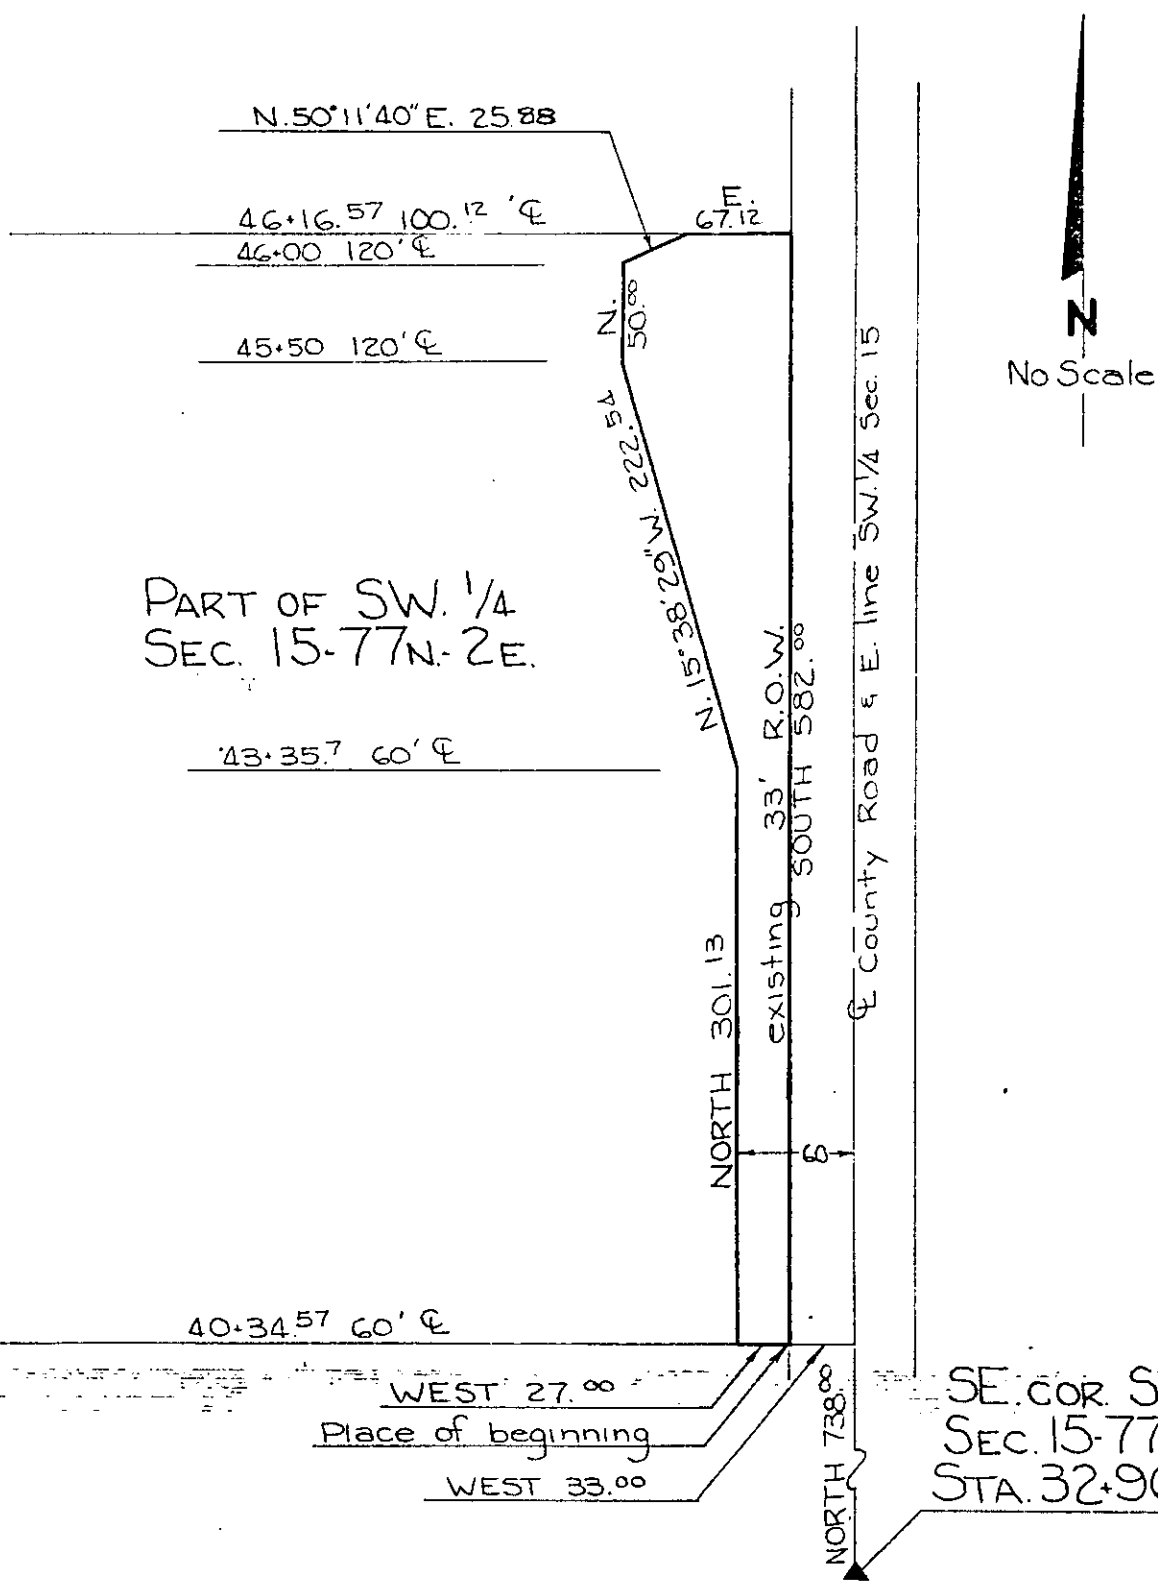 N.50°11'40"E. 25.88
E.
67.12
46+16.57 100.12 '℄
46+00 120'℄
N.
50.00
45+50 120'℄
N
No Scale
N.15°38'29"W. 222.54
PART OF SW. 1/4
SEC. 15-77N.-2E.
43+35.7 60'℄
existing 33' R.O.W.
SOUTH 582.00
℄ County Road & E. line SW.1/4 Sec. 15
NORTH 301.13
60
40+34.57 60'℄
WEST 27.00
Place of beginning
WEST 33.00
NORTH 738.00
SE. COR. S
SEC. 15-77
STA. 32+9